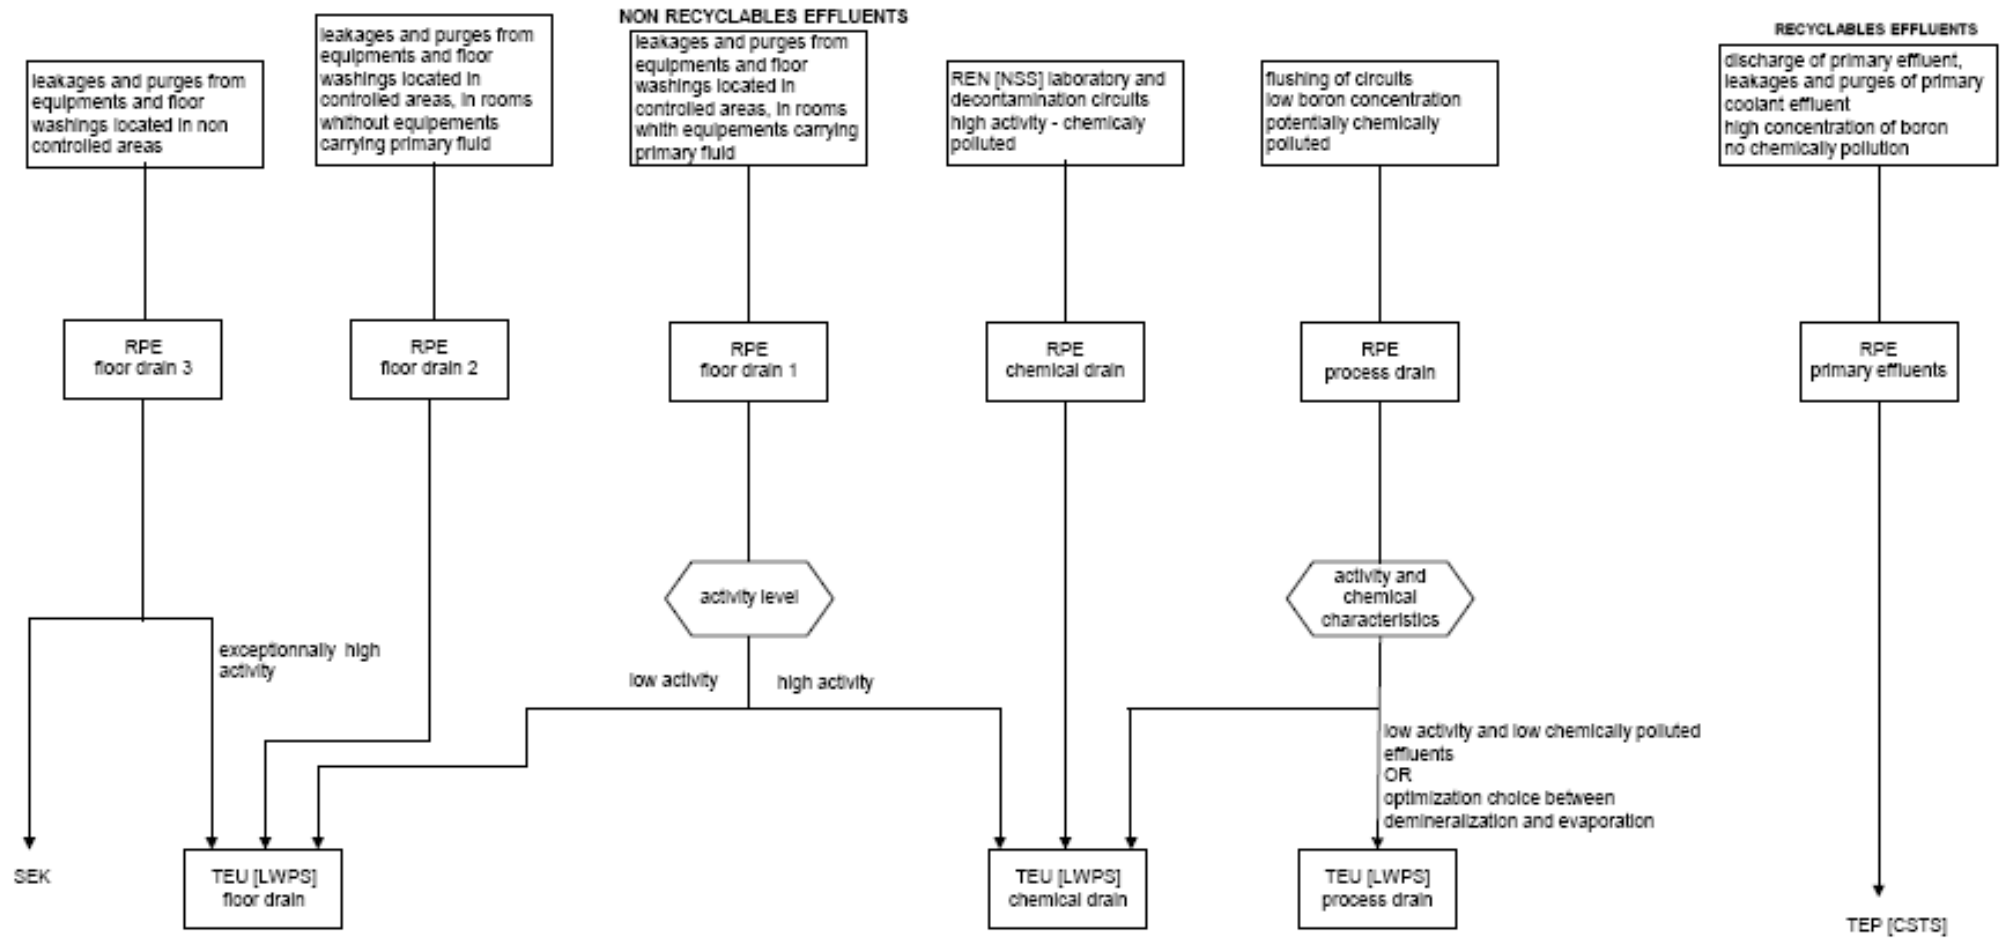 NON RECYCLABLES EFFLUENTS
RECYCLABLES EFFLUENTS
leakages and purges from
equipments and floor
washings located in non
controlled areas
leakages and purges from
equipments and floor
washings located in
controlled areas, in rooms
whithout equipements
carrying primary fluid
leakages and purges from
equipments and floor
washings located in
controlled areas, in rooms
whith equipements carrying
primary fluid
REN [NSS] laboratory and
decontamination circuits
high activity - chemicaly
polluted
flushing of circuits
low boron concentration
potentially chemically
polluted
discharge of primary effluent,
leakages and purges of primary
coolant effluent
high concentration of boron
no chemically pollution
RPE
floor drain 3
RPE
floor drain 2
RPE
floor drain 1
RPE
chemical drain
RPE
process drain
RPE
primary effluents
activity level
activity and
chemical
characteristics
exceptionnally high
activity
low activity
high activity
low activity and low chemically polluted
effluents
OR
optimization choice between
demineralization and evaporation
SEK
TEU [LWPS]
floor drain
TEU [LWPS]
chemical drain
TEU [LWPS]
process drain
TEP [CSTS]